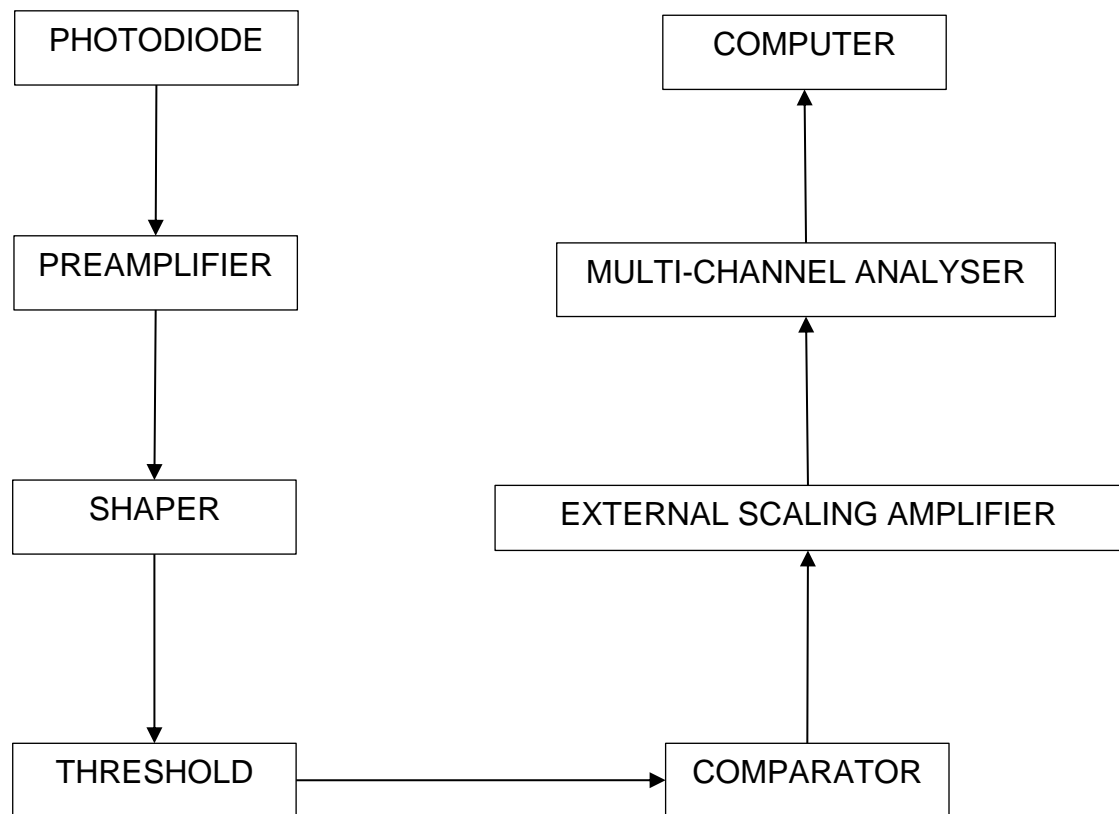 PHOTODIODE
PREAMPLIFIER
SHAPER
THRESHOLD
COMPARATOR
EXTERNAL SCALING AMPLIFIER
MULTI-CHANNEL ANALYSER
COMPUTER